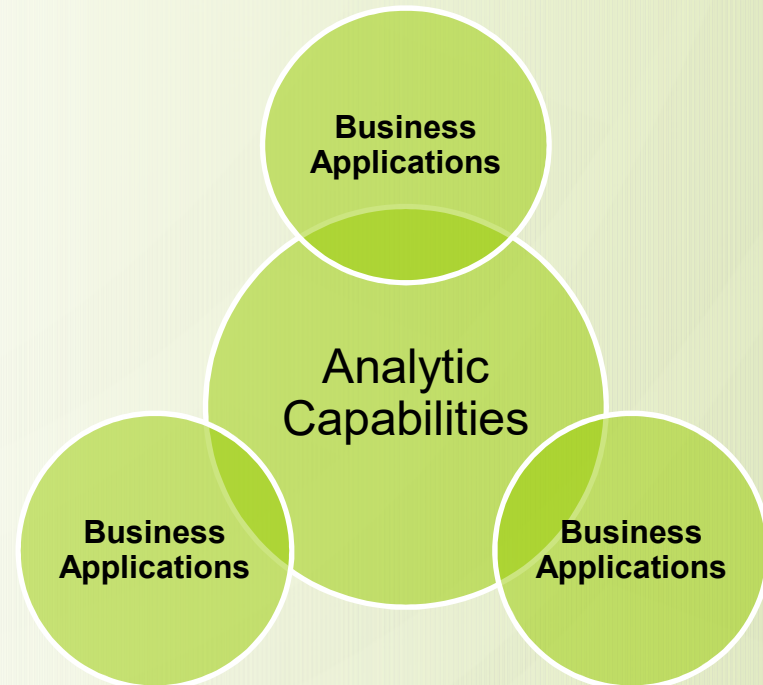 Business
Applications
Analytic
Capabilities
Business
Applications
Business
Applications